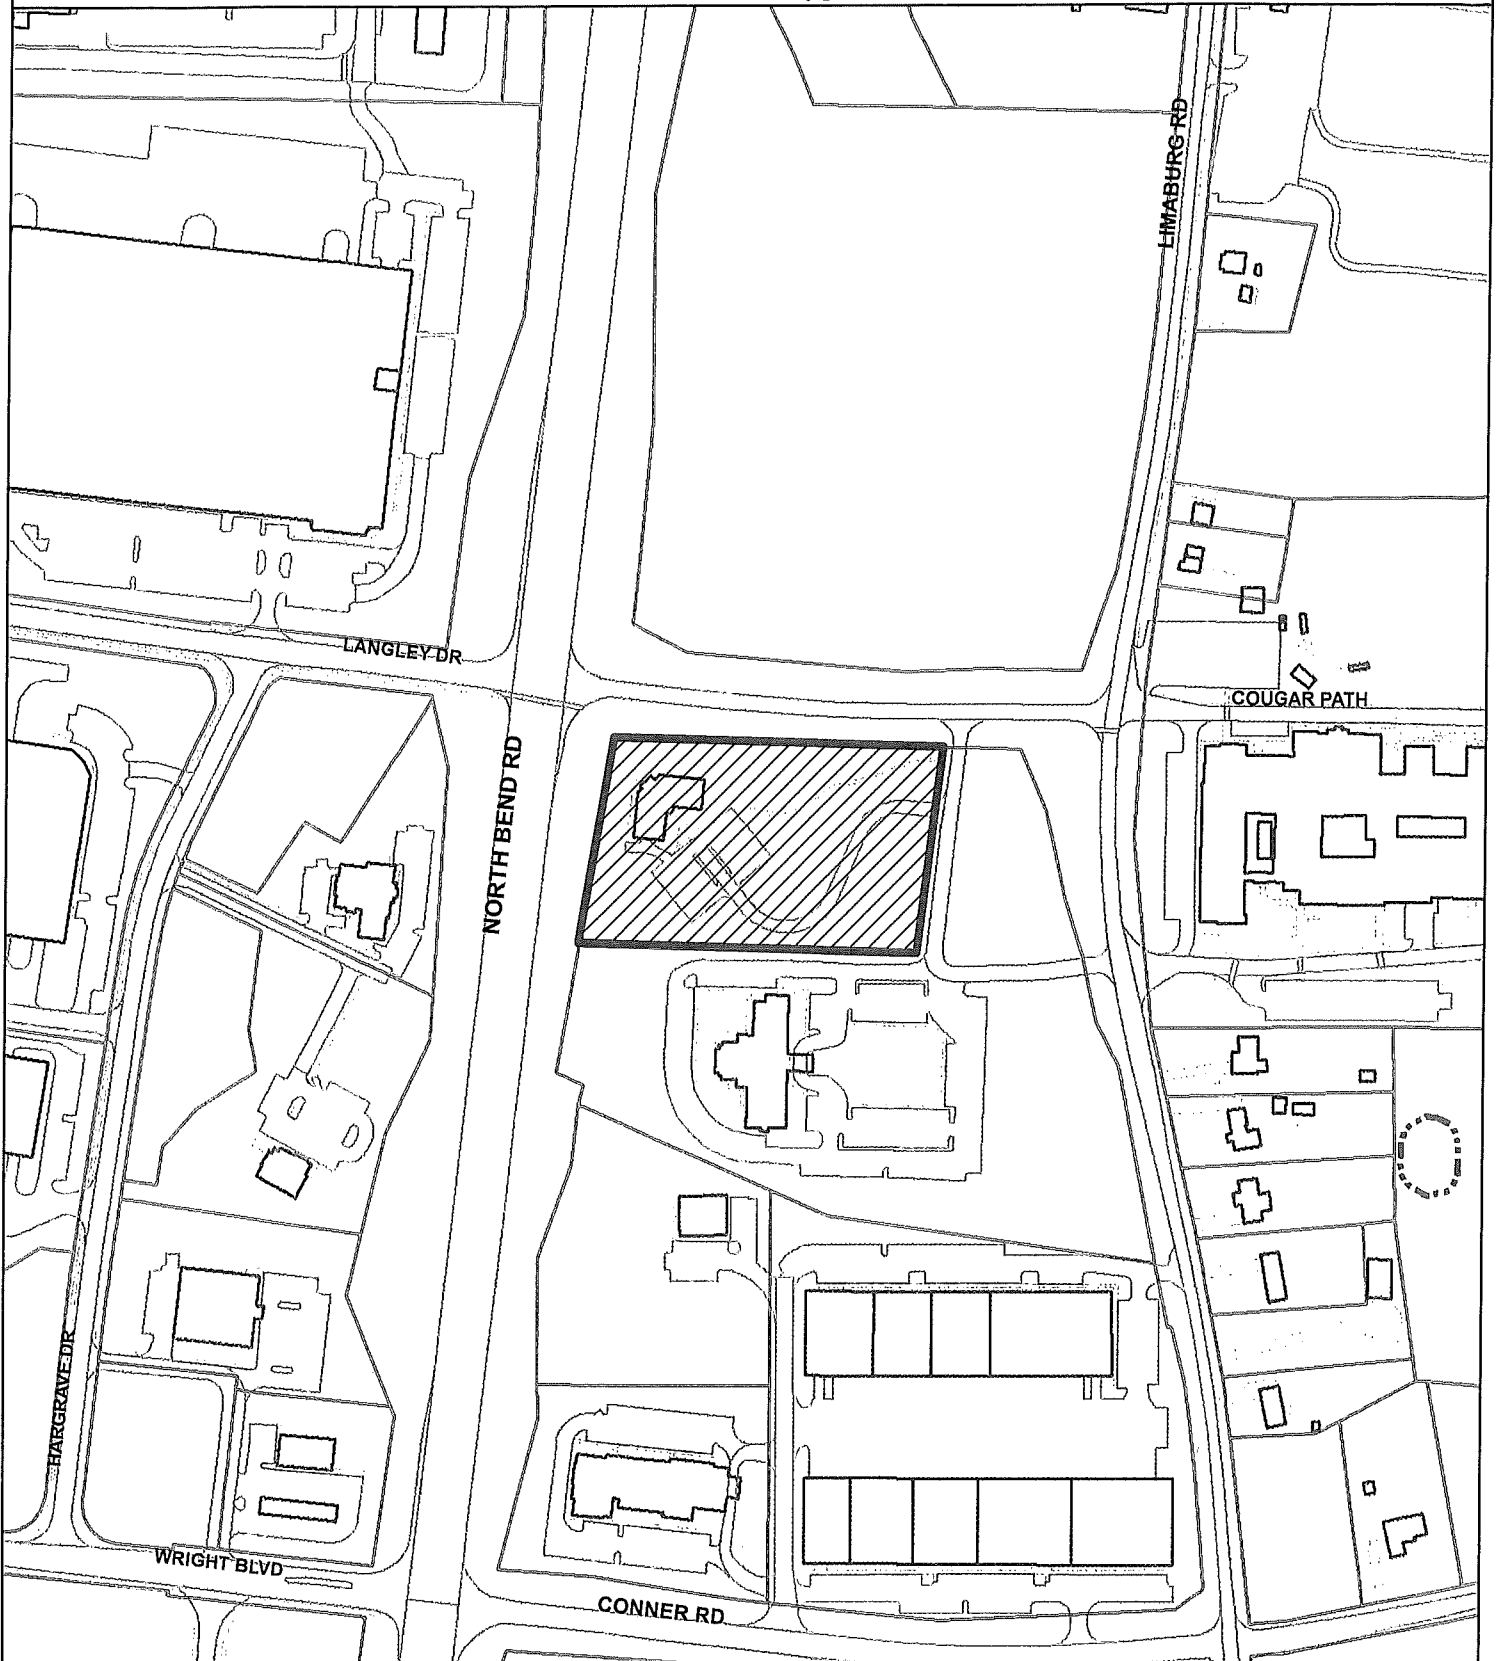 LIMABURG RD
LANGLEY DR
COUGAR PATH
NORTH BEND RD
HARGRAVE DR
WRIGHT BLVD
CONNER RD